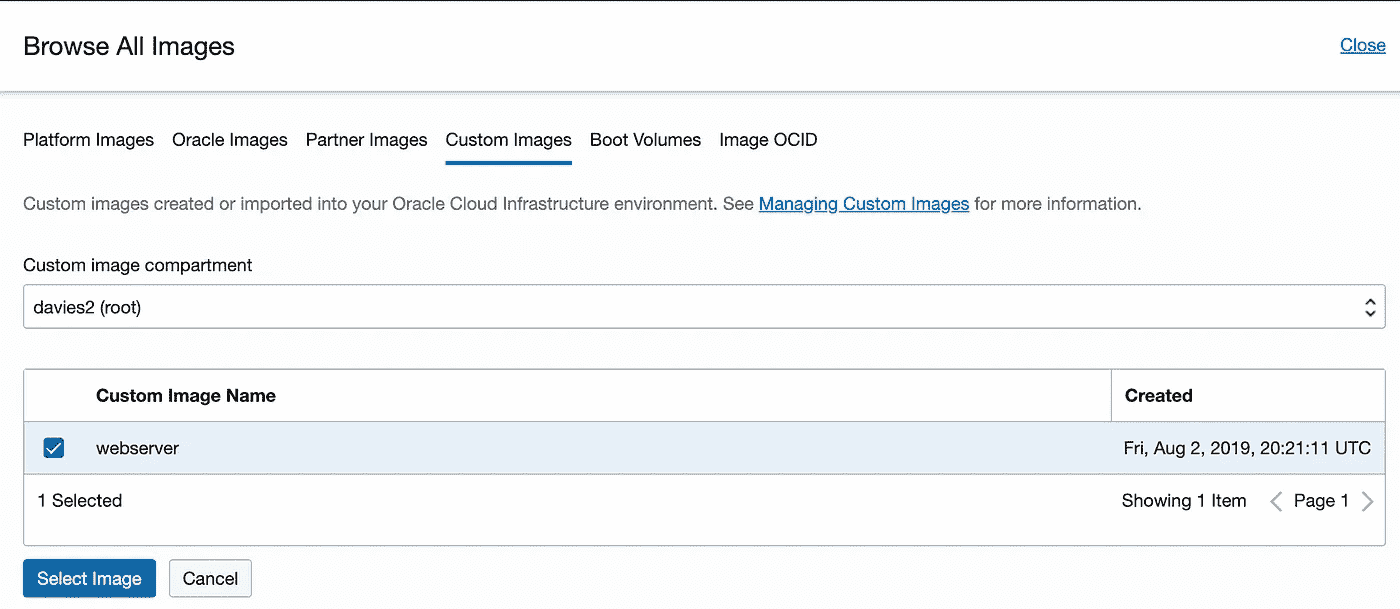 Browse All Images Close
Platform Images Oracle Images Partner Images Custom Images Boot Volumes Image OCID
Custom images created or imported into your Oracle Cloud Infrastructure environment. See Managing Custom Images for more information.
Custom image compartment
davies2 (root)
Custom Image Name Created
webserver Fri, Aug 2, 2019, 20:21:11 UTC
1 Selected Showing 1 Item Page 1
Select Image Cancel